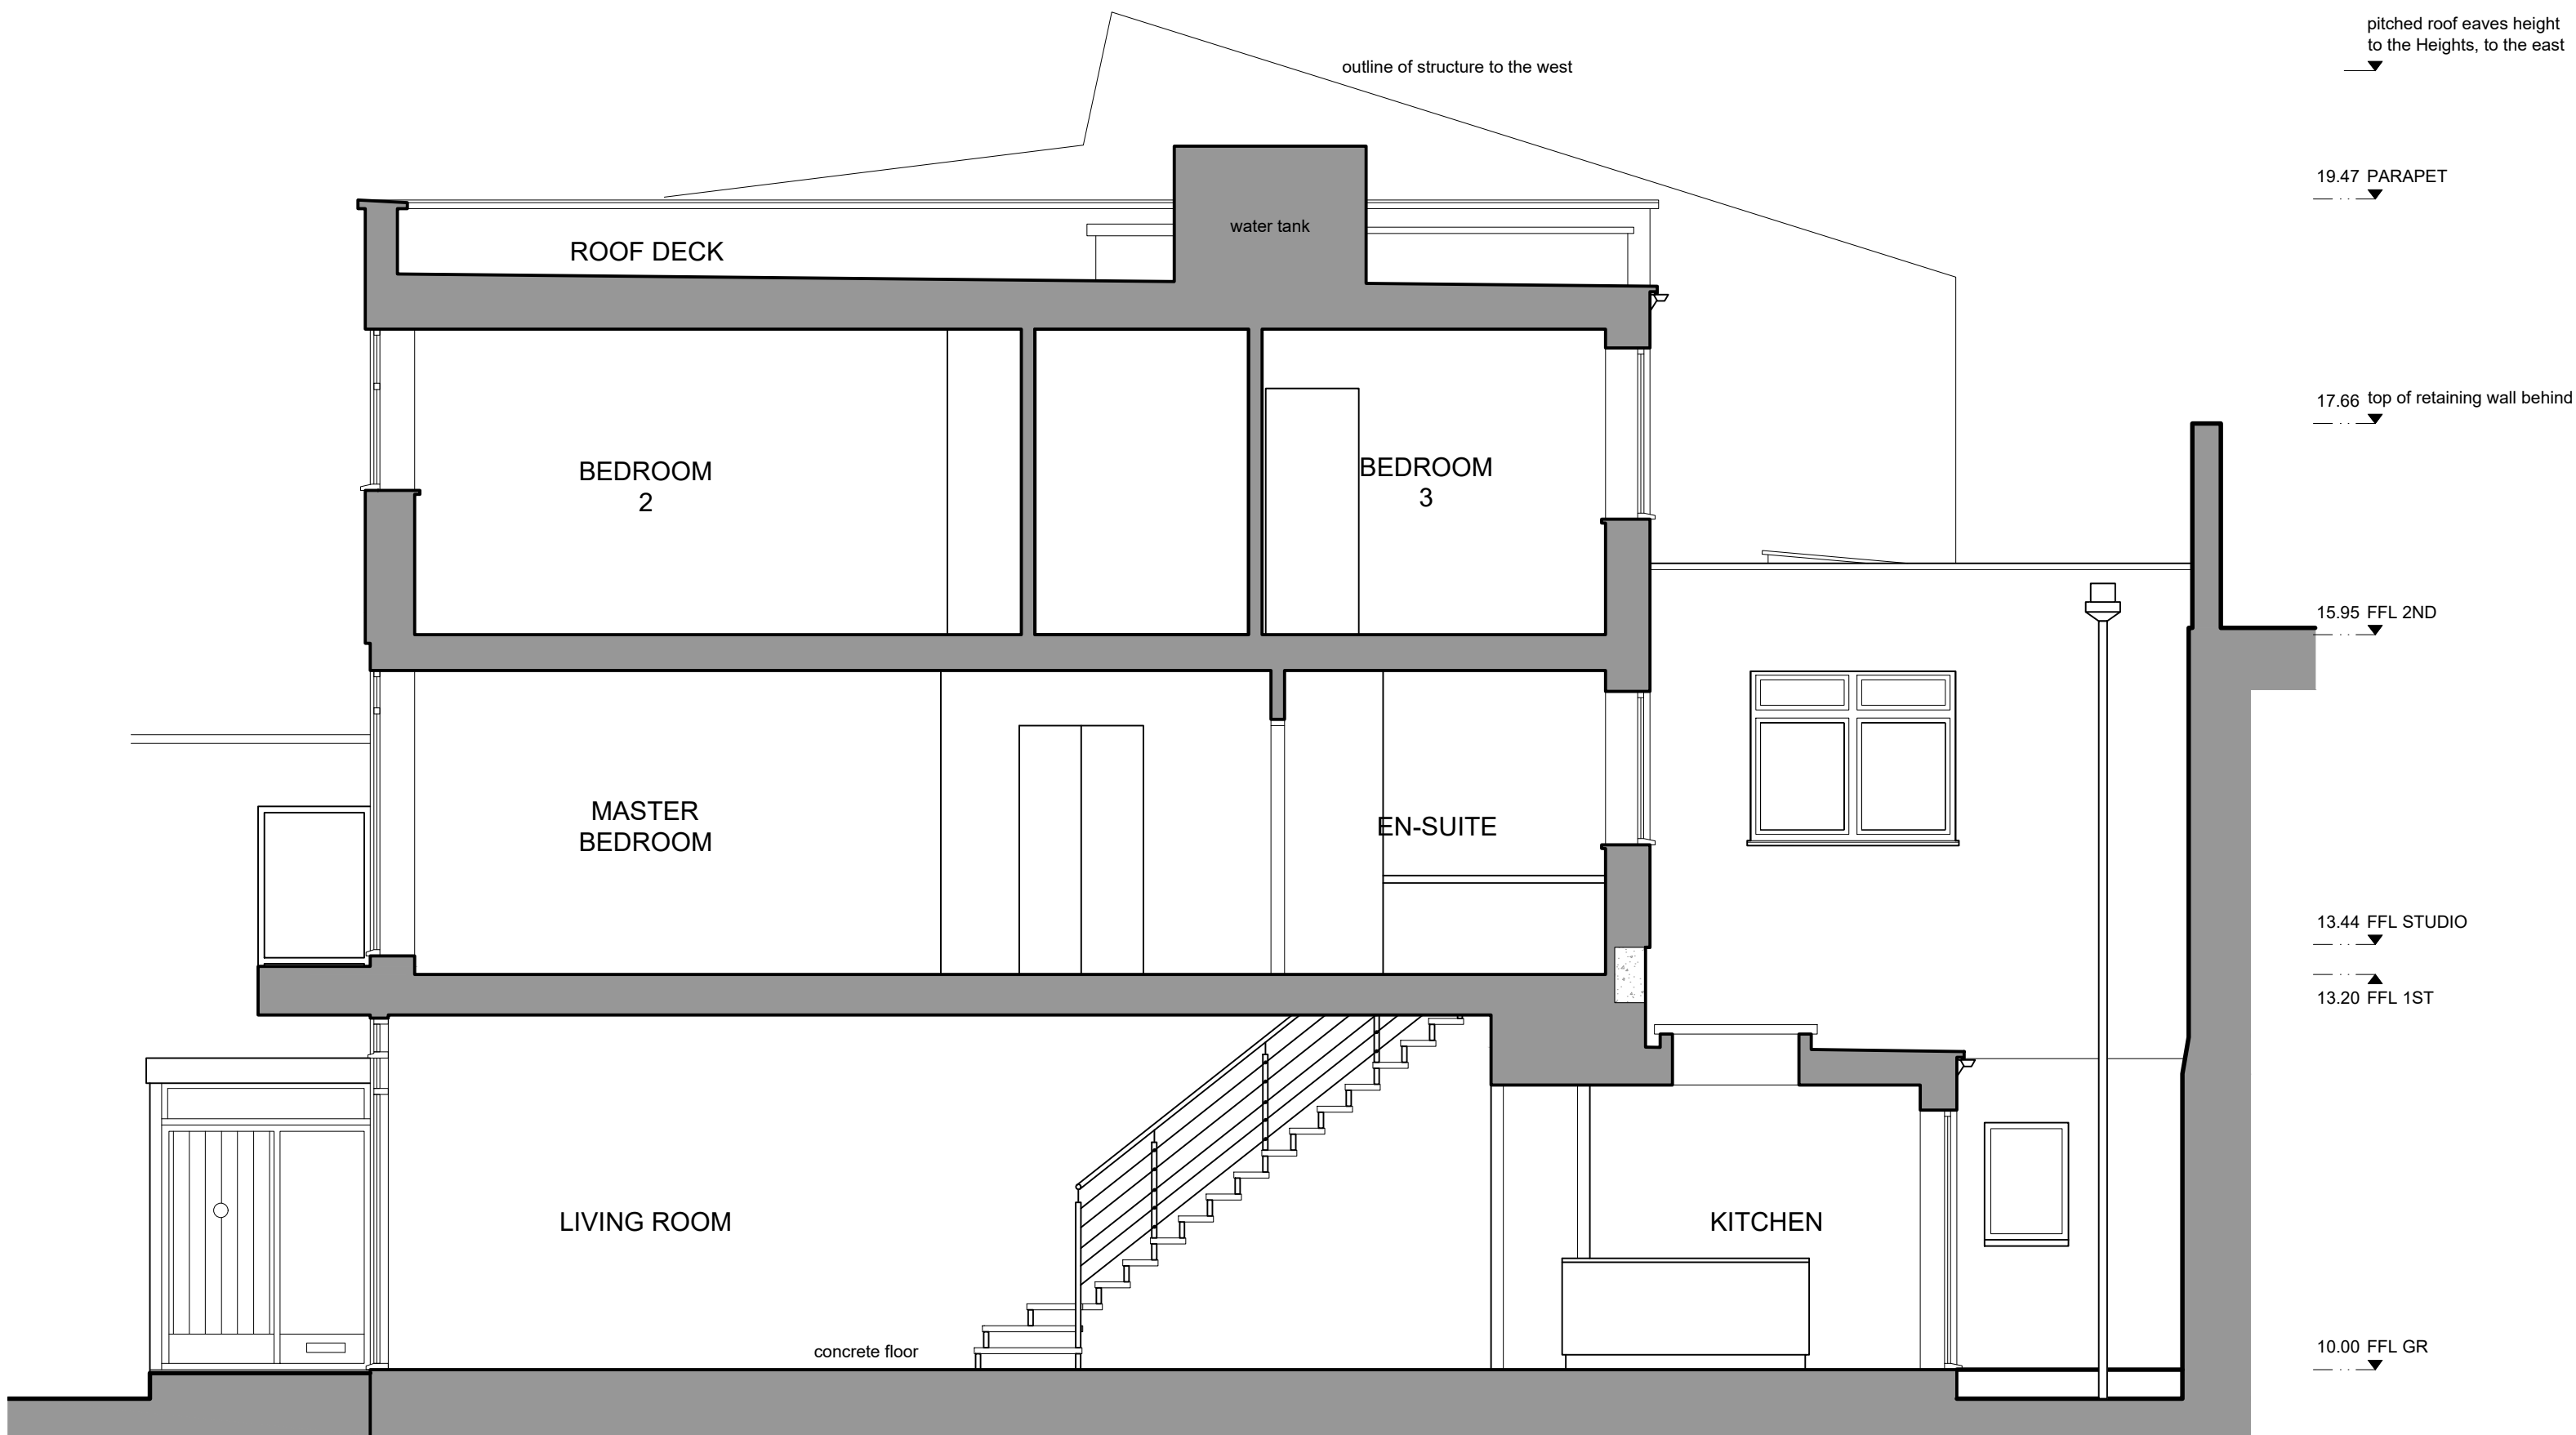 pitched roof eaves height
to the Heights, to the east
outline of structure to the west
19.47 PARAPET
water tank
ROOF DECK
17.66 top of retaining wall behind
BEDROOM
2
BEDROOM
3
15.95 FFL 2ND
MASTER
BEDROOM
EN-SUITE
13.44 FFL STUDIO
13.20 FFL 1ST
LIVING ROOM
KITCHEN
concrete floor
10.00 FFL GR